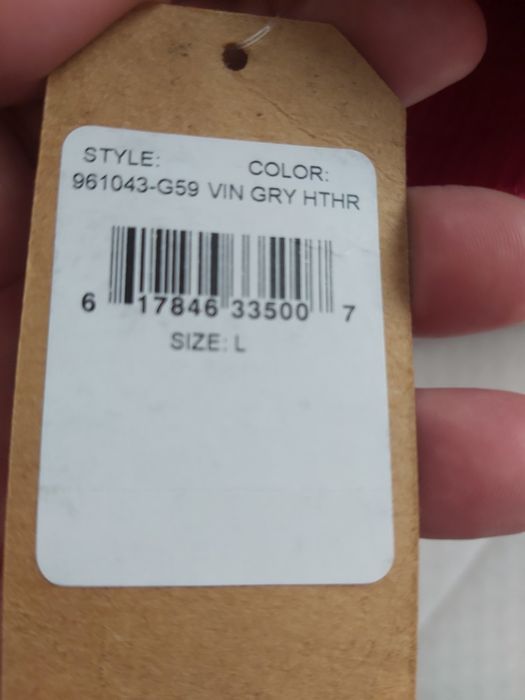 STYLE: COLOR:
961043-G59 VIN GRY HTHR
6 17846 33500 7
SIZE: L